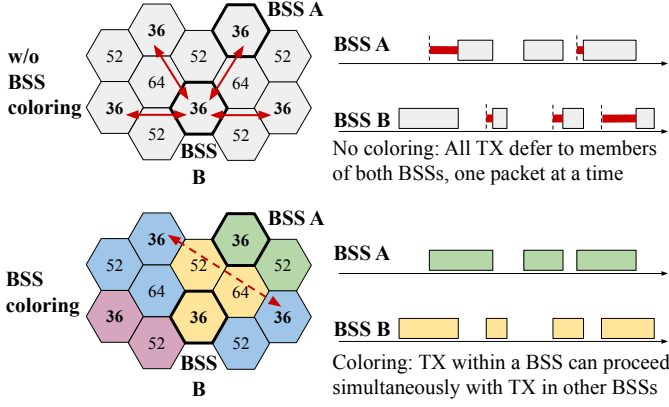 BSS A
36 36
52 52 52
w/o
BSS
coloring
64 64
36 36 36
52 52
BSS
B
BSS A
BSS B
No coloring: All TX defer to members
of both BSSs, one packet at a time
BSS A
36 36
52 52 52
BSS
coloring
64 64
36 36 36
52 52
BSS
B
BSS A
BSS B
Coloring: TX within a BSS can proceed
simultaneously with TX in other BSSs